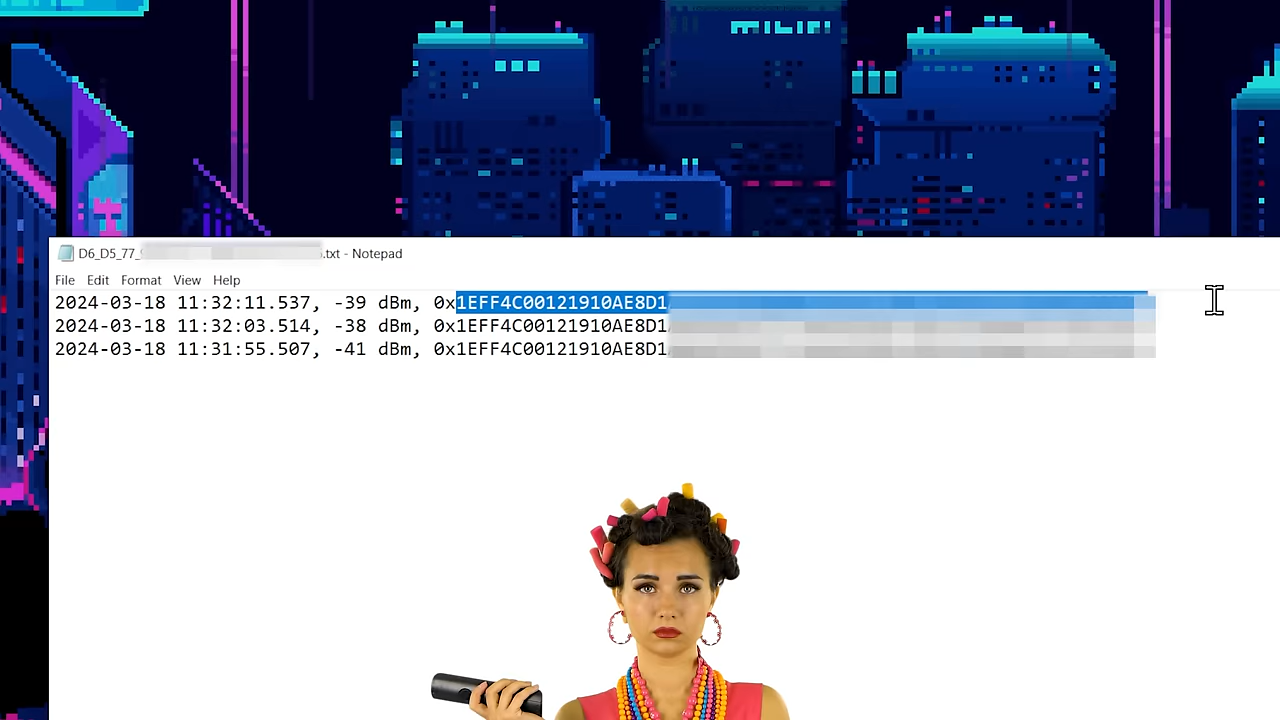 D6_D5_77_ .txt - Notepad
File Edit Format View Help
2024-03-18 11:32:11.537, -39 dBm, 0x1EFF4C00121910AE8D1
2024-03-18 11:32:03.514, -38 dBm, 0x1EFF4C00121910AE8D1
2024-03-18 11:31:55.507, -41 dBm, 0x1EFF4C00121910AE8D1